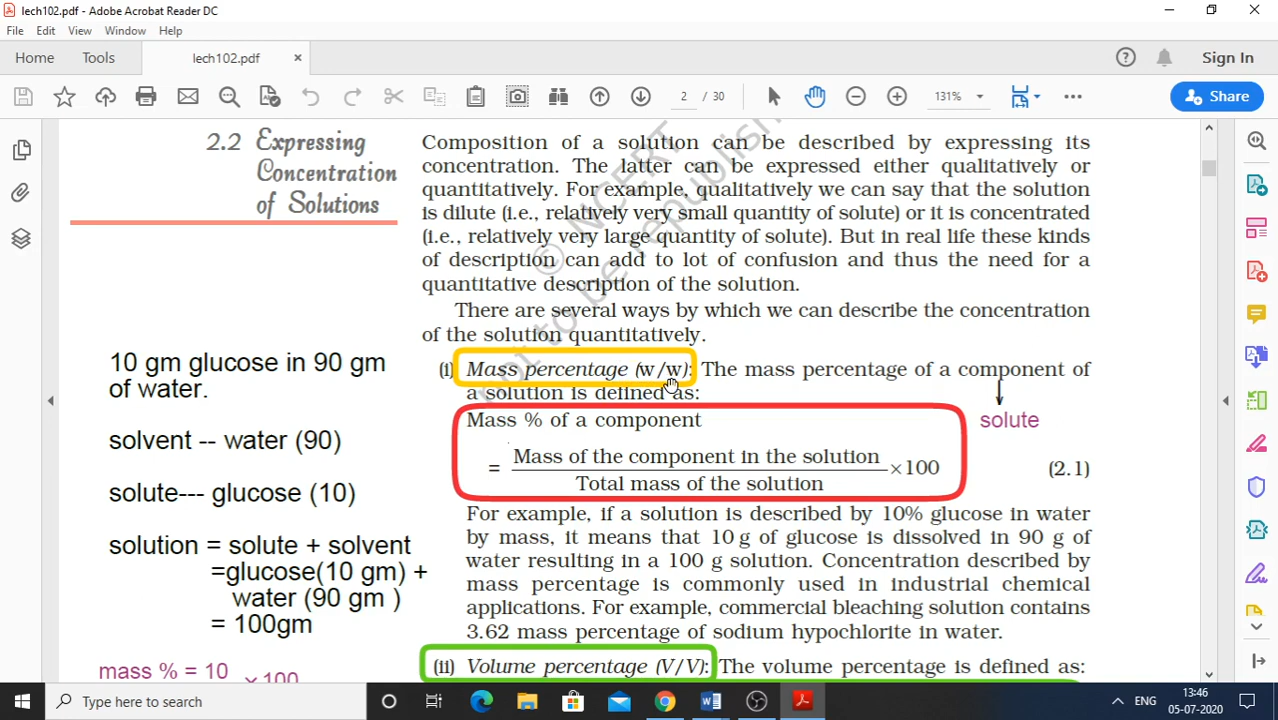 lech102.pdf - Adobe Acrobat Reader DC
File Edit View Window Help
Home Tools lech102.pdf × Sign In
2 / 30 131% Share
2.2 Expressing
Concentration
of Solutions
Composition of a solution can be described by expressing its
concentration. The latter can be expressed either qualitatively or
quantitatively. For example, qualitatively we can say that the solution
is dilute (i.e., relatively very small quantity of solute) or it is concentrated
(i.e., relatively very large quantity of solute). But in real life these kinds
of description can add to lot of confusion and thus the need for a
quantitative description of the solution.
There are several ways by which we can describe the concentration
of the solution quantitatively.
© NCERT
not to be republish
10 gm glucose in 90 gm
of water.
solvent -- water (90)
solute--- glucose (10)
solution = solute + solvent
=glucose(10 gm) +
water (90 gm )
= 100gm
mass % = 10 × 100
(i) Mass percentage (w/w): The mass percentage of a component of
a solution is defined as:
solute
Mass % of a component
= Mass of the component in the solution
Total mass of the solution
×100 (2.1)
For example, if a solution is described by 10% glucose in water
by mass, it means that 10 g of glucose is dissolved in 90 g of
water resulting in a 100 g solution. Concentration described by
mass percentage is commonly used in industrial chemical
applications. For example, commercial bleaching solution contains
3.62 mass percentage of sodium hypochlorite in water.
(ii) Volume percentage (V/V): The volume percentage is defined as:
Type here to search
ENG
13:46
05-07-2020